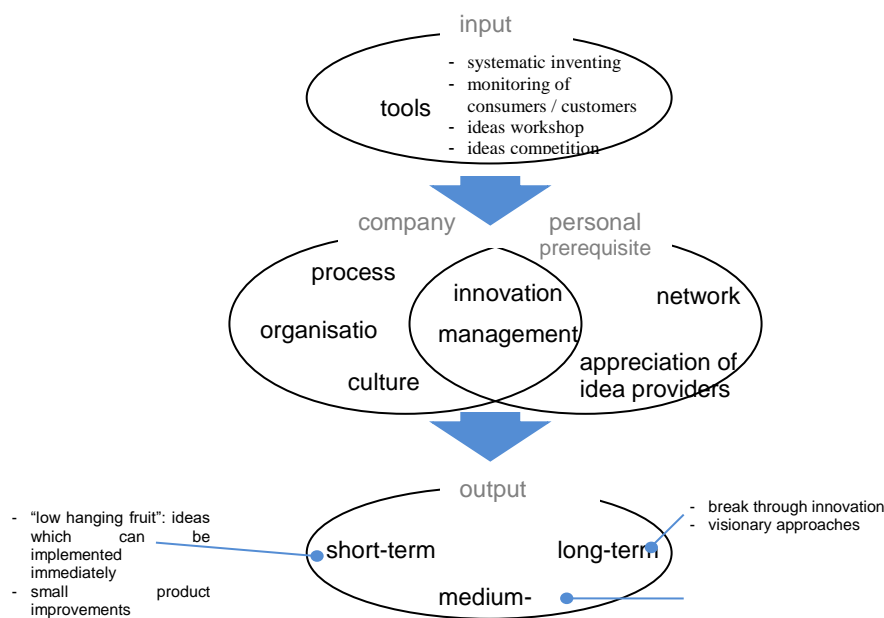 input
- systematic inventing
- monitoring of
consumers / customers
- ideas workshop
- ideas competition
tools
company
personal
prerequisite
process
organisatio
culture
innovation
management
network
appreciation of
idea providers
output
- “low hanging fruit”: ideas
which can be
implemented
immediately
- small product
improvements
short-term
long-term
medium-
- break through innovation
- visionary approaches